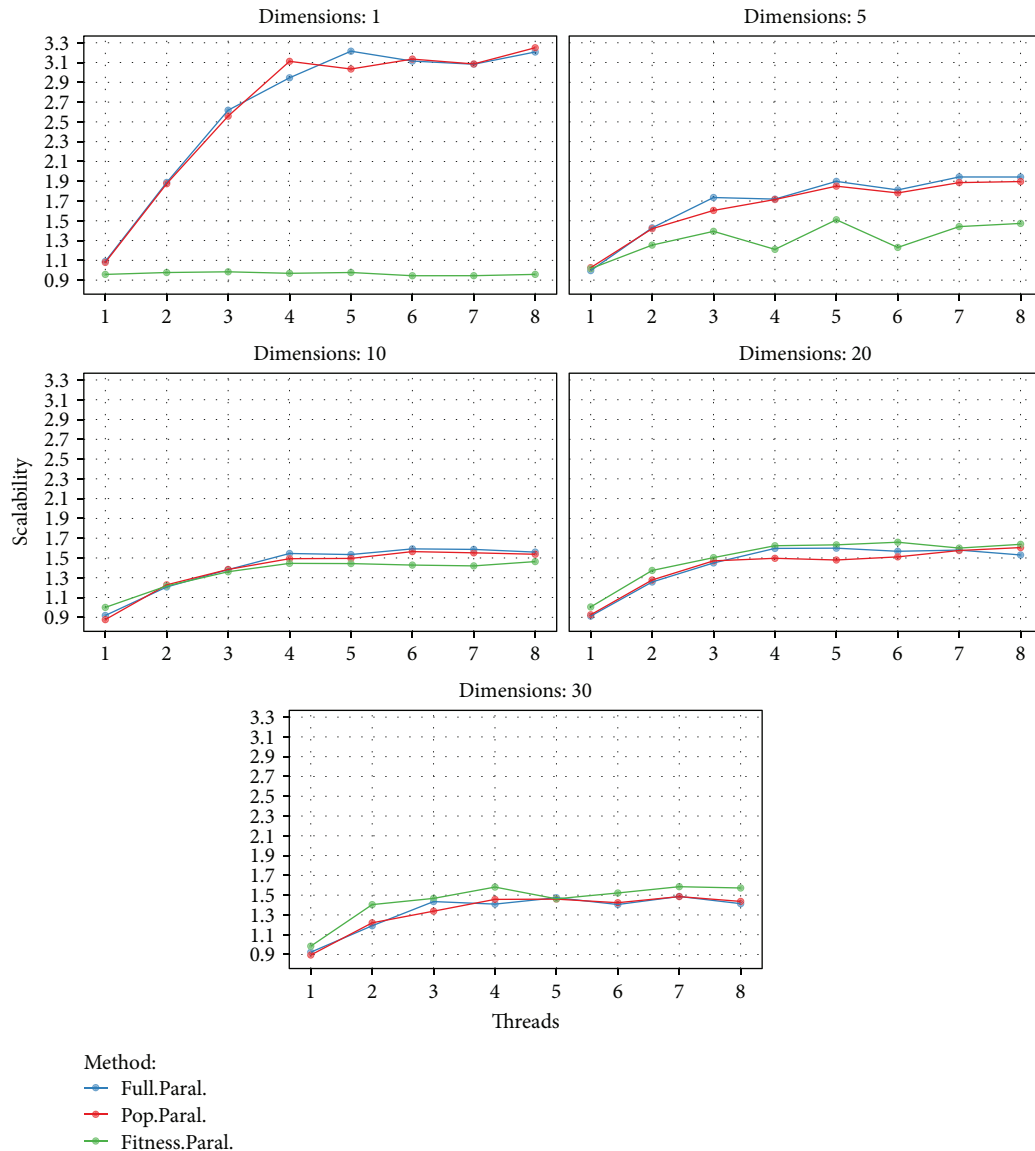 Dimensions: 1
Dimensions: 5
3.3
3.1
2.9
2.7
2.5
2.3
2.1
1.9
1.7
1.5
1.3
1.1
0.9
1 2 3 4 5 6 7 8
1 2 3 4 5 6 7 8
Dimensions: 10
Dimensions: 20
Scalability
3.3
3.1
2.9
2.7
2.5
2.3
2.1
1.9
1.7
1.5
1.3
1.1
0.9
1 2 3 4 5 6 7 8
1 2 3 4 5 6 7 8
Dimensions: 30
3.3
3.1
2.9
2.7
2.5
2.3
2.1
1.9
1.7
1.5
1.3
1.1
0.9
1 2 3 4 5 6 7 8
Threads
Method:
Full.Paral.
Pop.Paral.
Fitness.Paral.